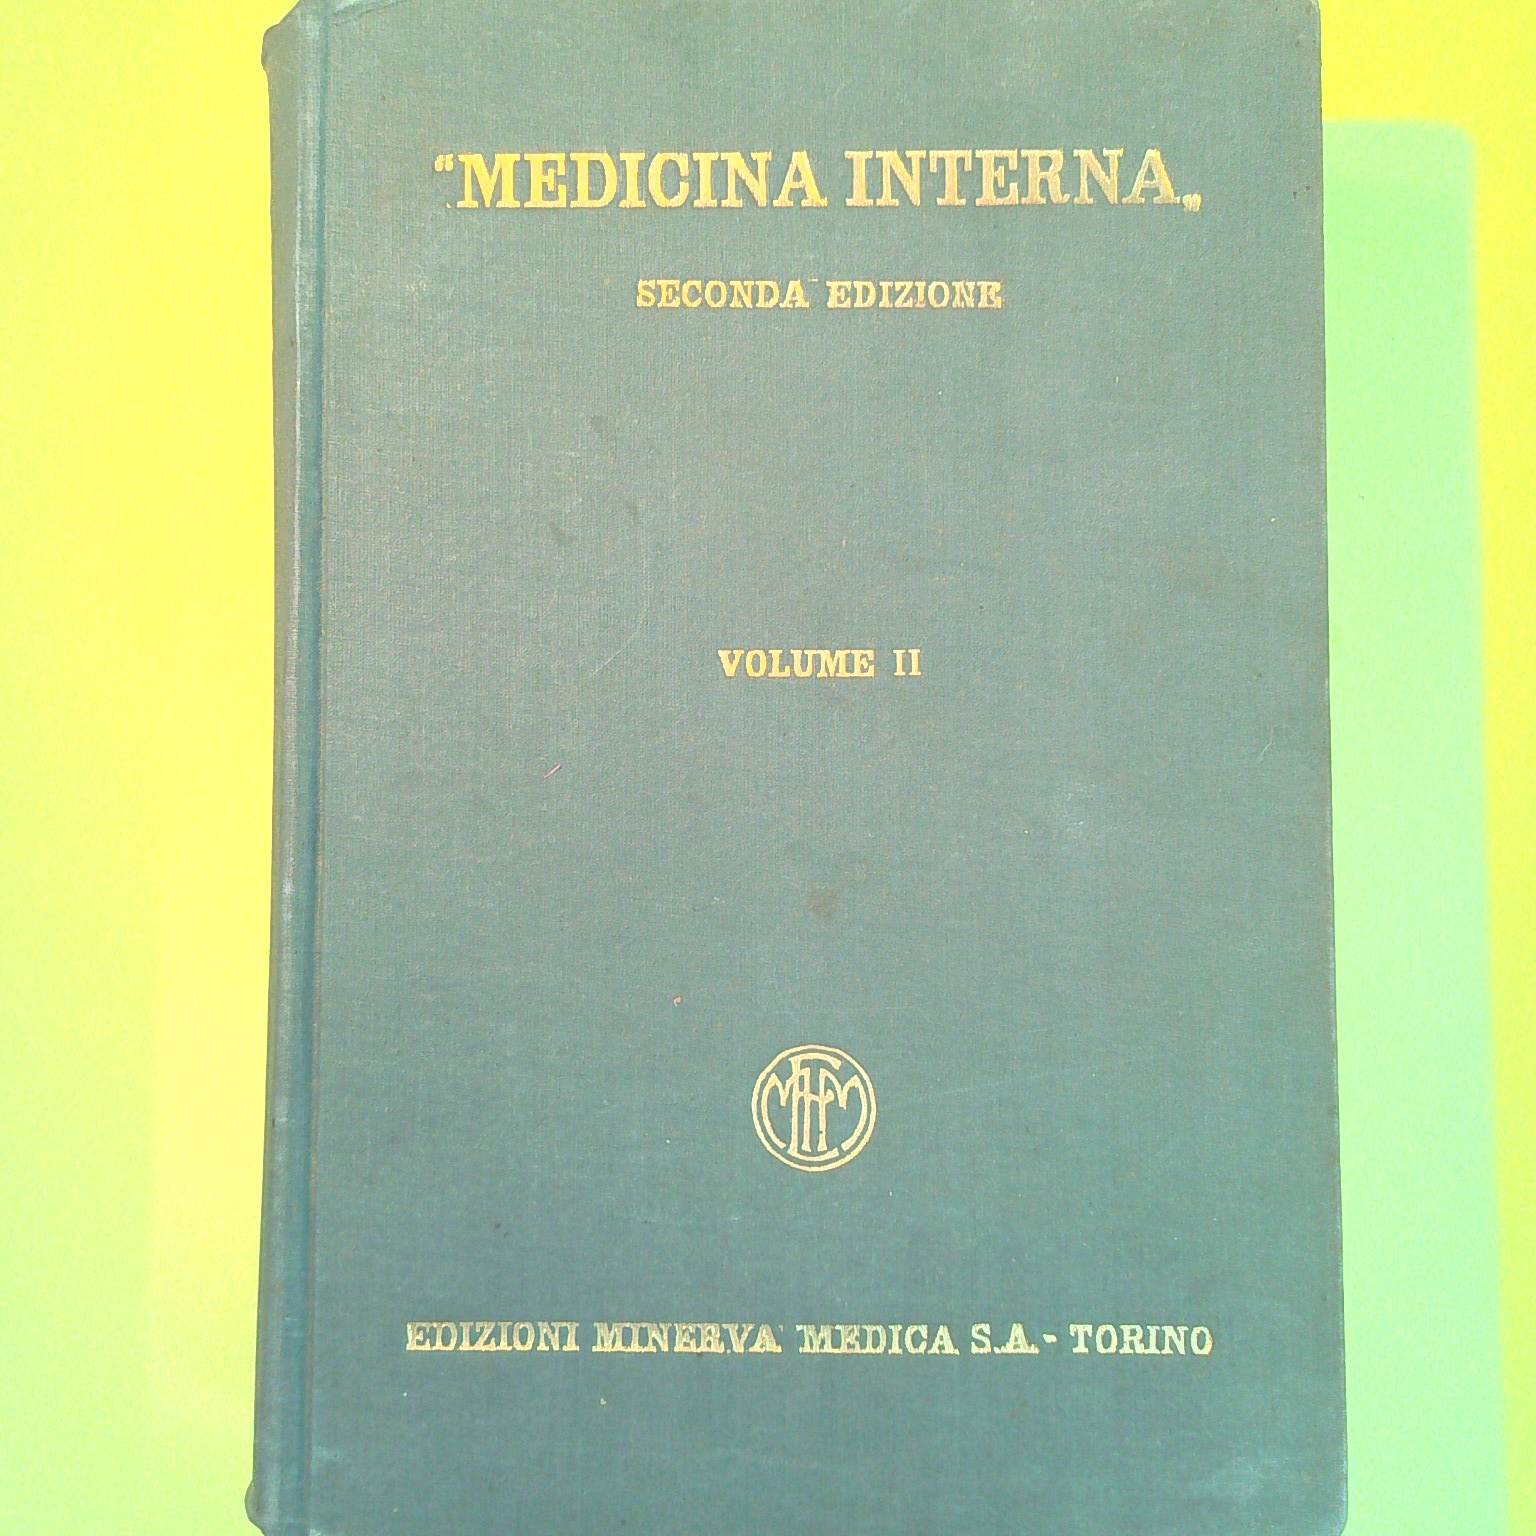 “MEDICINA INTERNA„
SECONDA EDIZIONE
VOLUME II
EDIZIONI MINERVA MEDICA S.A. - TORINO